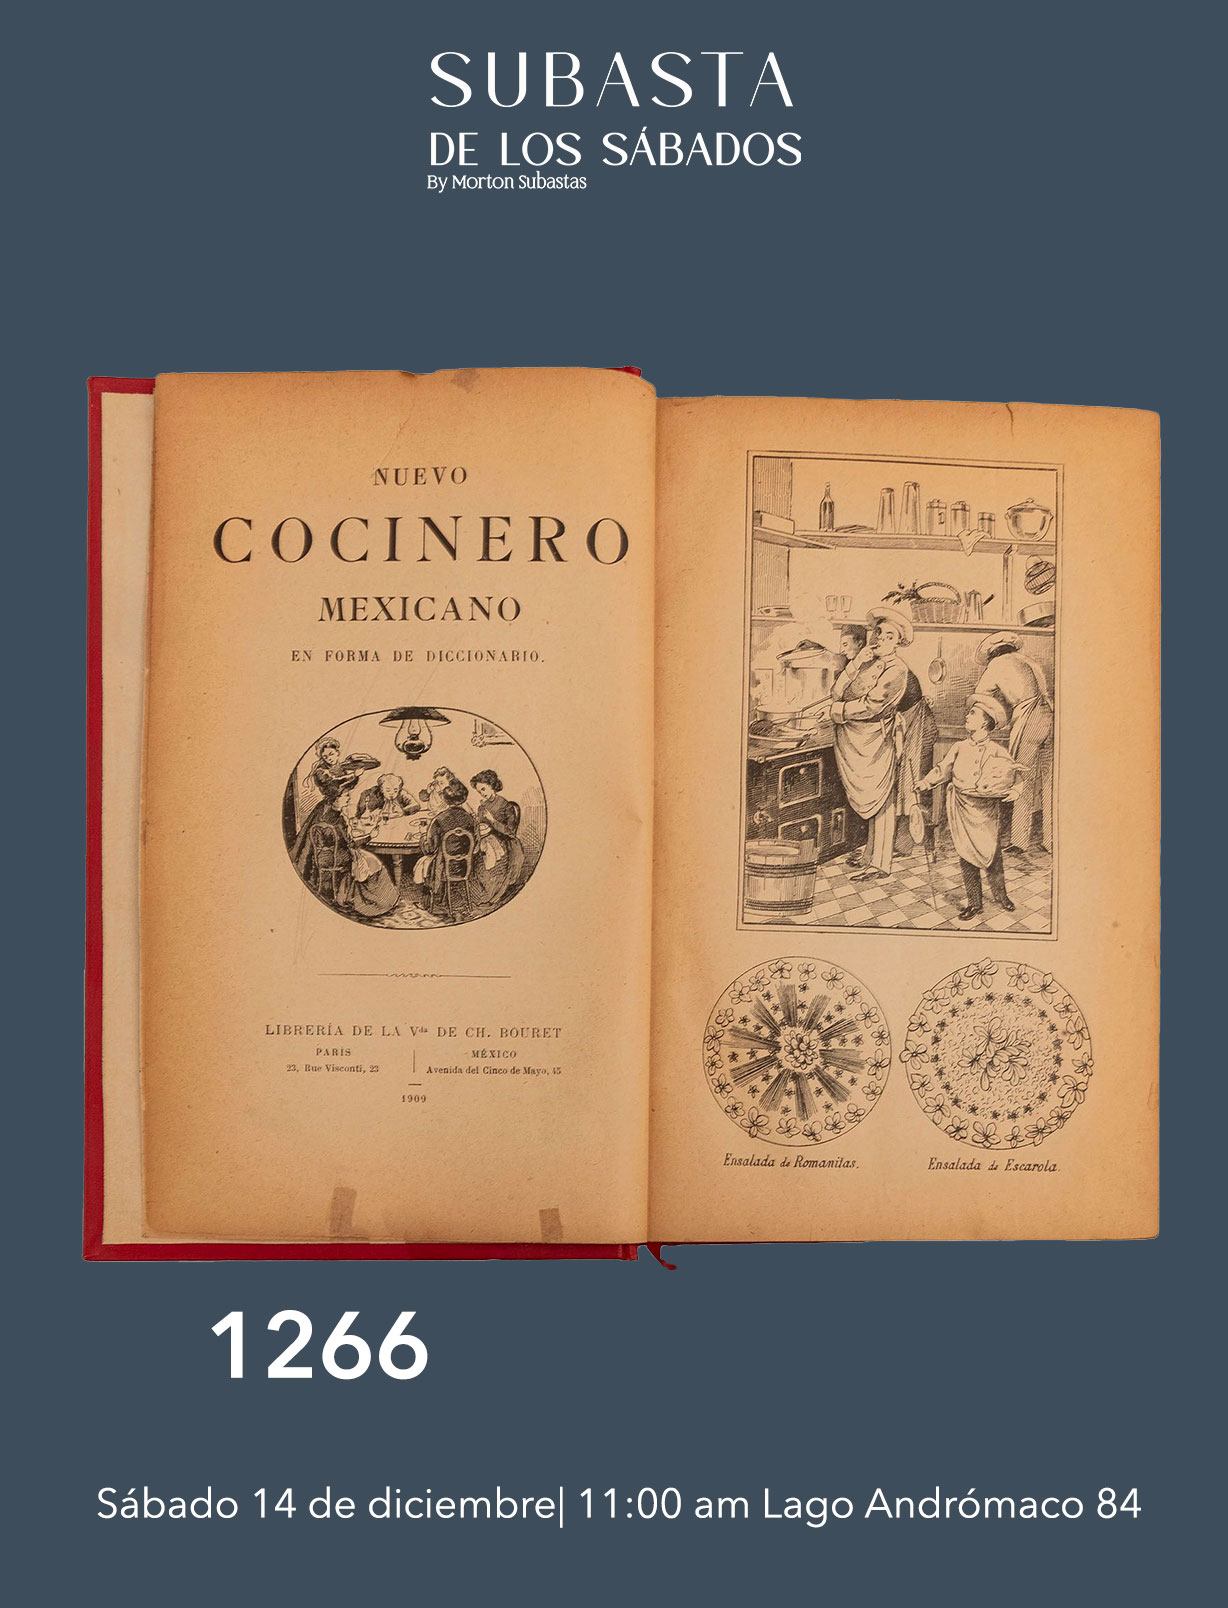 SUBASTA
DE LOS SÁBADOS
By Morton Subastas
NUEVO
COCINERO
MEXICANO
EN FORMA DE DICCIONARIO.
LIBRERÍA DE LA Vda DE CH. BOURET
PARÍS
23, Rue Visconti, 23
MÉXICO
Avenida del Cinco de Mayo, 45
1909
Ensalada de Romanitas.
Ensalada de Escarola.
1266
Sábado 14 de diciembre| 11:00 am Lago Andrómaco 84